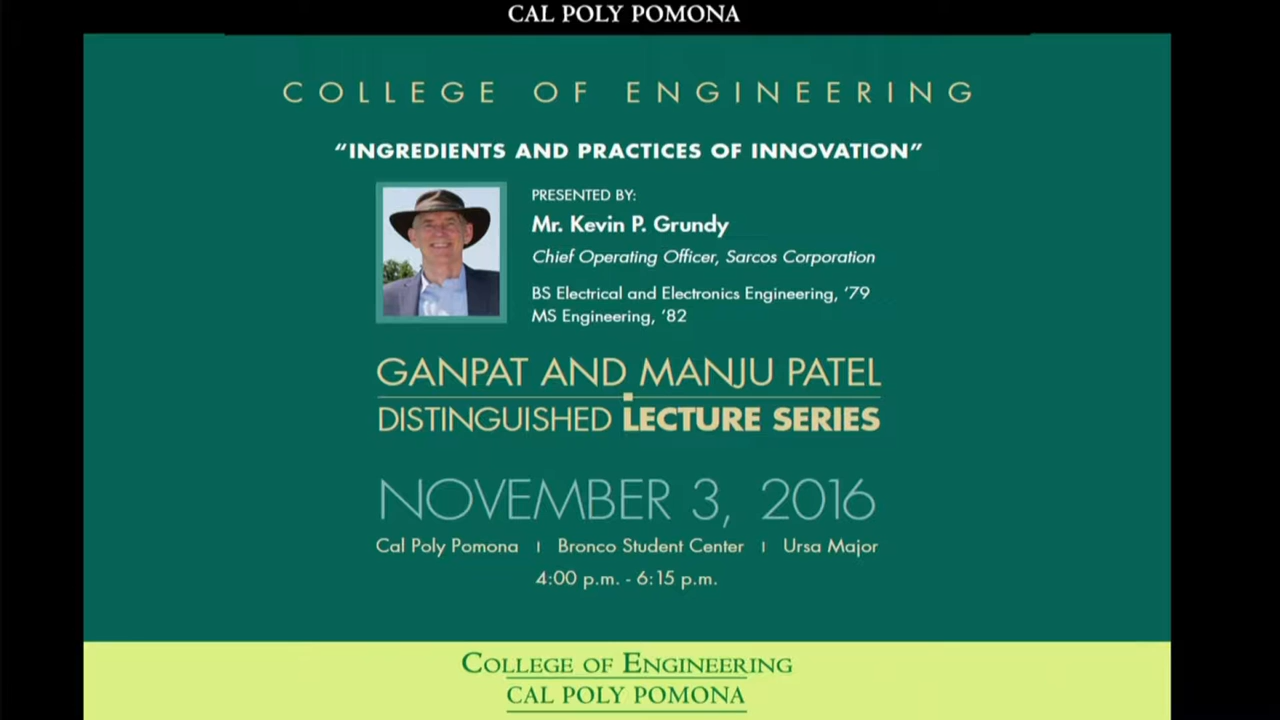 CAL POLY POMONA
COLLEGE OF ENGINEERING
“INGREDIENTS AND PRACTICES OF INNOVATION”
PRESENTED BY:
Mr. Kevin P. Grundy
Chief Operating Officer, Sarcos Corporation
BS Electrical and Electronics Engineering, ’79
MS Engineering, ’82
GANPAT AND MANJU PATEL
DISTINGUISHED LECTURE SERIES
NOVEMBER 3, 2016
Cal Poly Pomona | Bronco Student Center | Ursa Major
4:00 p.m. - 6:15 p.m.
COLLEGE OF ENGINEERING
CAL POLY POMONA